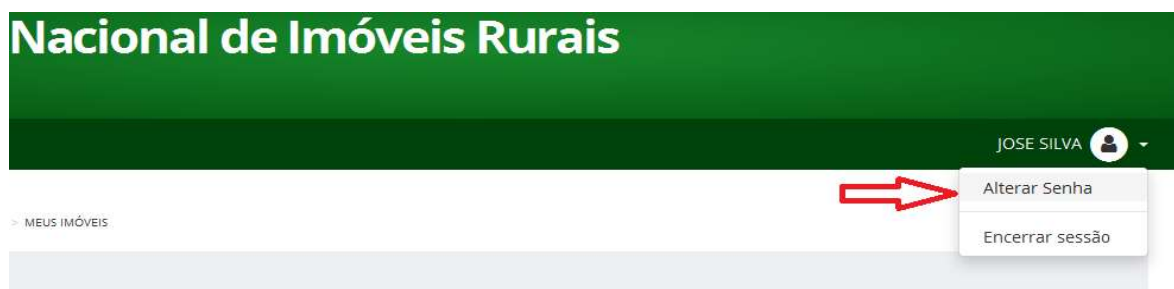 Nacional de Imóveis Rurais
JOSE SILVA
Alterar Senha
> MEUS IMÓVEIS
Encerrar sessão